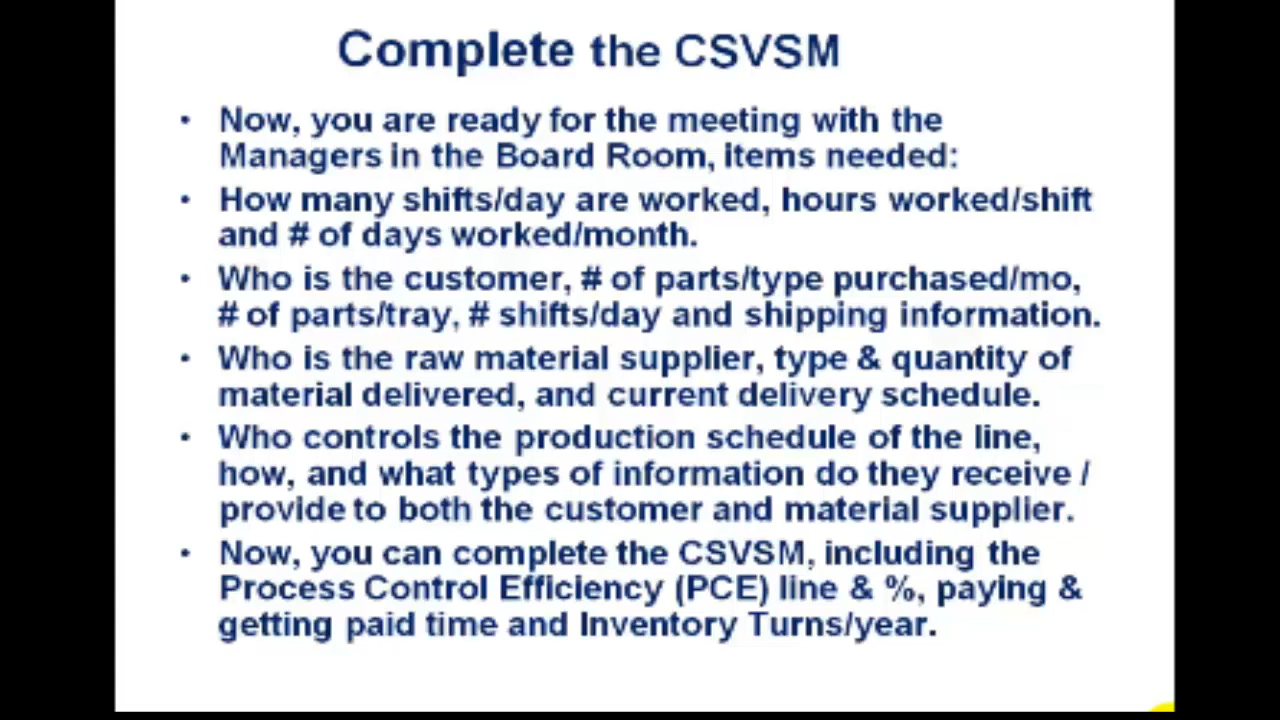 Complete the CSVSM
• Now, you are ready for the meeting with the
Managers in the Board Room, items needed:
• How many shifts/day are worked, hours worked/shift
and # of days worked/month.
• Who is the customer, # of parts/type purchased/mo,
# of parts/tray, # shifts/day and shipping information.
• Who is the raw material supplier, type & quantity of
material delivered, and current delivery schedule.
• Who controls the production schedule of the line,
how, and what types of information do they receive /
provide to both the customer and material supplier.
• Now, you can complete the CSVSM, including the
Process Control Efficiency (PCE) line & %, paying &
getting paid time and Inventory Turns/year.